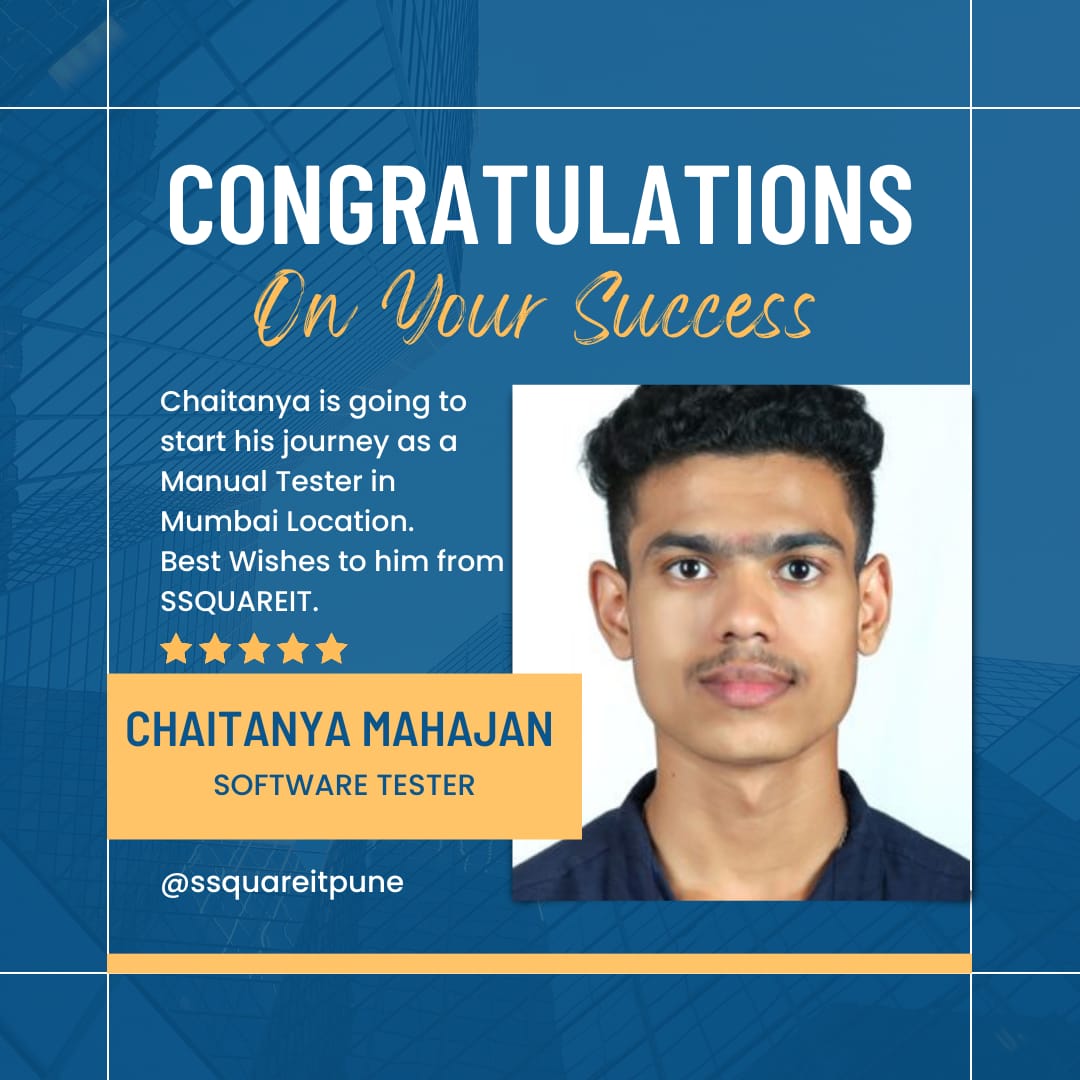 CONGRATULATIONS
On Your Success
Chaitanya is going to
start his journey as a
Manual Tester in
Mumbai Location.
Best Wishes to him from
SSQUAREIT.
CHAITANYA MAHAJAN
SOFTWARE TESTER
@ssquareitpune